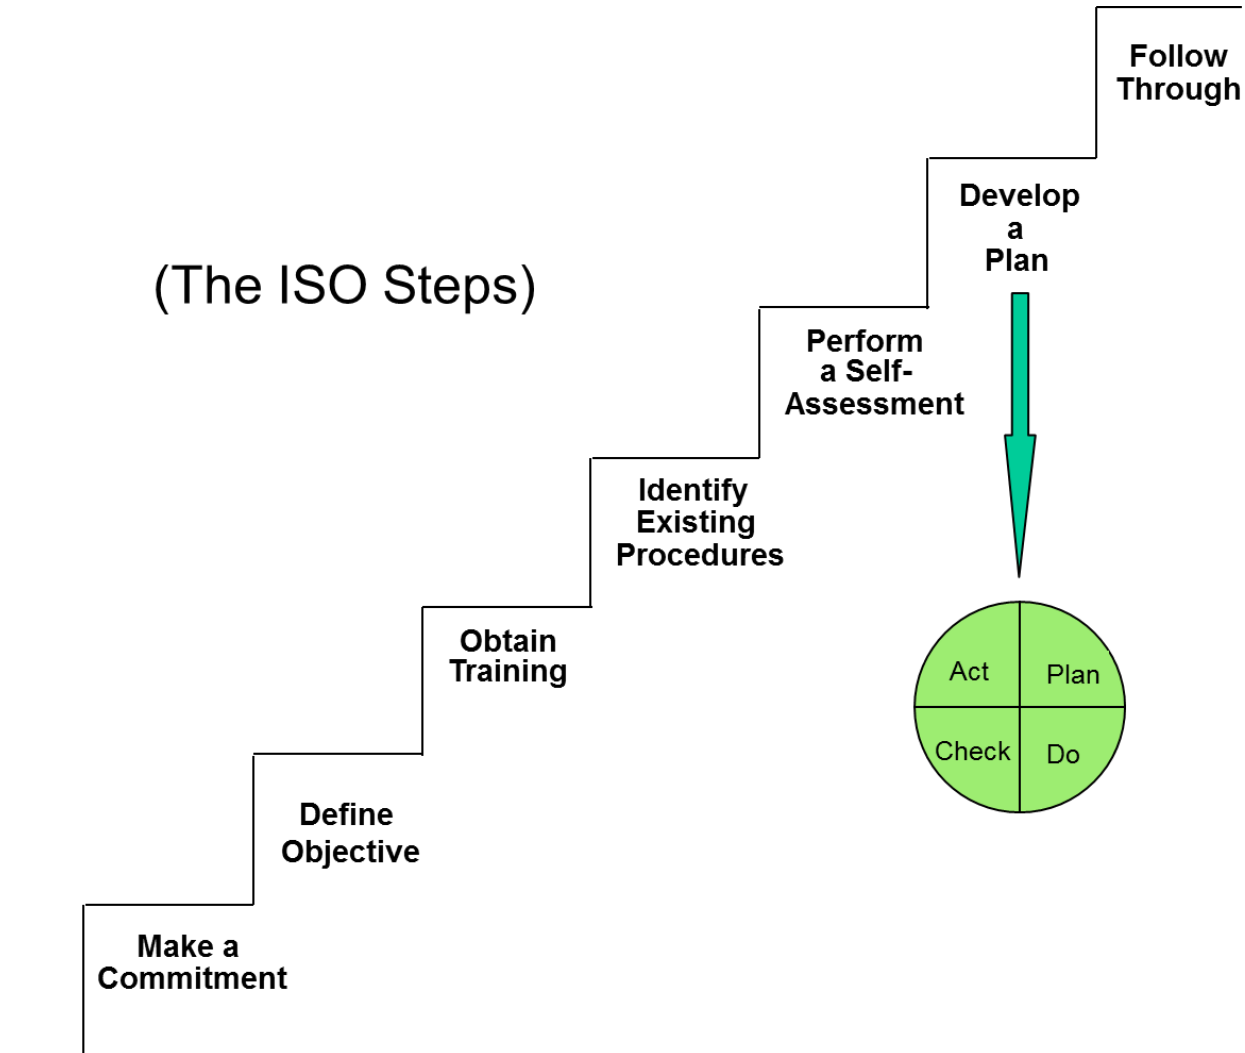 Follow
Through
Develop
a
Plan
(The ISO Steps)
Perform
a Self-
Assessment
Identify
Existing
Procedures
Obtain
Training
Act
Plan
Check
Do
Define
Objective
Make a
Commitment